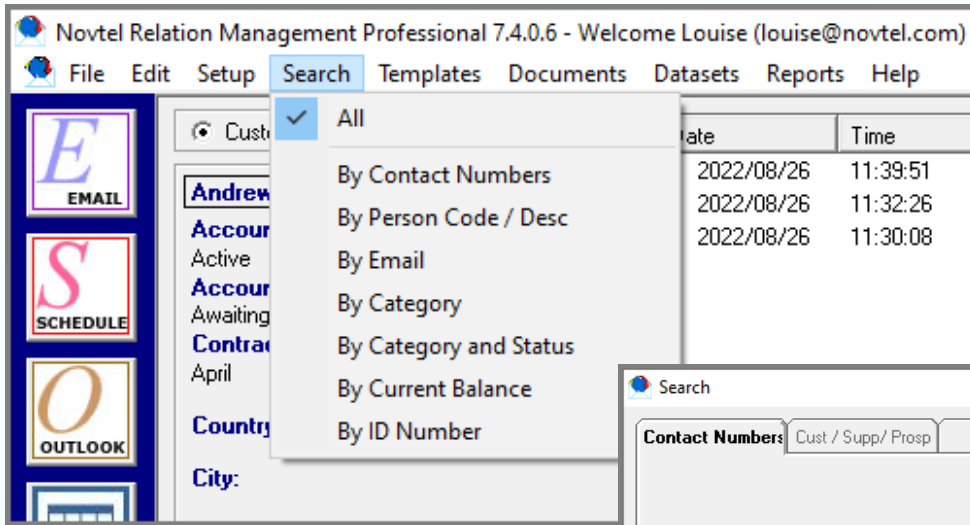 Novtel Relation Management Professional 7.4.0.6 - Welcome Louise (louise@novtel.com)
File Edit Setup Search Templates Documents Datasets Reports Help
EMAIL
SCHEDULE
OUTLOOK
Andrew
Active
Awaiting
April
City:
All
By Contact Numbers
By Person Code / Desc
By Email
By Category
By Category and Status
By Current Balance
By ID Number
Time
2022/08/26 11:39:51
2022/08/26 11:32:26
2022/08/26 11:30:08
Search
Contact Numbers Cust / Supp/ Prosp